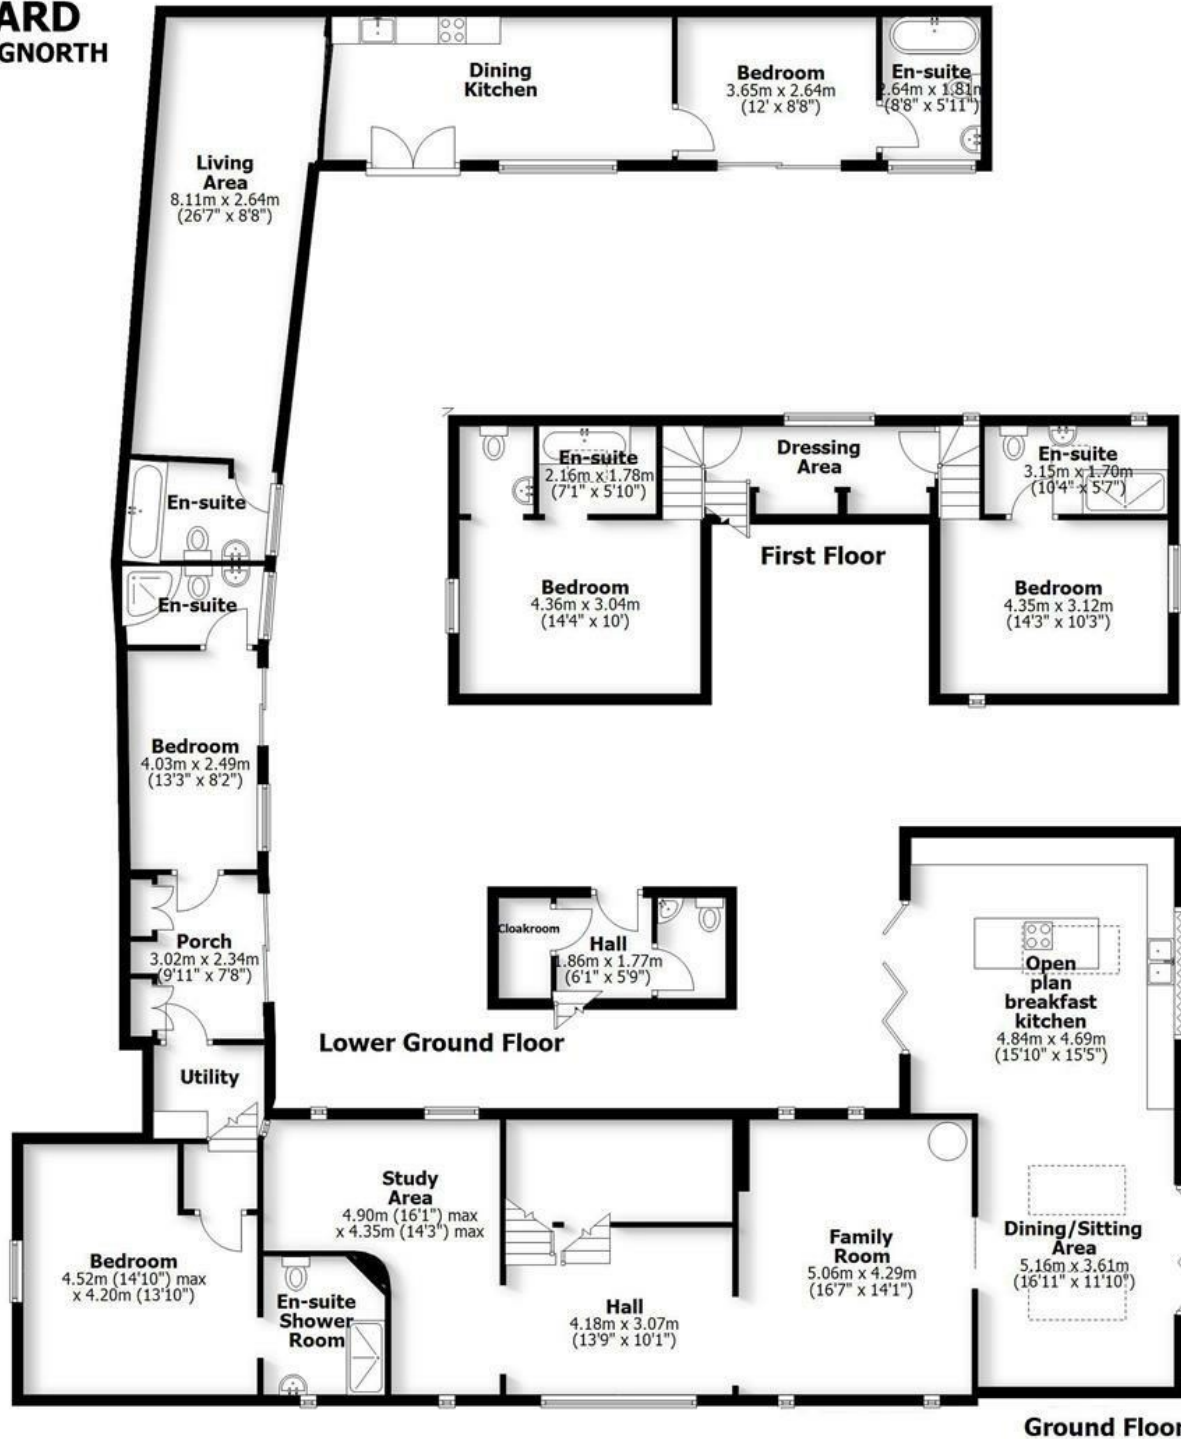 ARD
GNORTH
Dining
Kitchen
Bedroom
3.65m x 2.64m
(12' x 8'8")
En-suite
2.64m x 1.81m
(8'8" x 5'11")
Living
Area
8.11m x 2.64m
(26'7" x 8'8")
En-suite
En-suite
Bedroom
4.03m x 2.49m
(13'3" x 8'2")
Porch
3.02m x 2.34m
(9'11" x 7'8")
Utility
En-suite
2.16m x 1.78m
(7'1" x 5'10")
Dressing
Area
En-suite
3.15m x 1.70m
(10'4" x 5'7")
First Floor
Bedroom
4.36m x 3.04m
(14'4" x 10')
Bedroom
4.35m x 3.12m
(14'3" x 10'3")
Cloakroom
Hall
1.86m x 1.77m
(6'1" x 5'9")
Lower Ground Floor
Open
plan
breakfast
kitchen
4.84m x 4.69m
(15'10" x 15'5")
Bedroom
4.52m (14'10") max
x 4.20m (13'10")
Study
Area
4.90m (16'1") max
x 4.35m (14'3") max
En-suite
Shower
Room
Hall
4.18m x 3.07m
(13'9" x 10'1")
Family
Room
5.06m x 4.29m
(16'7" x 14'1")
Dining/Sitting
Area
5.16m x 3.61m
(16'11" x 11'10")
Ground Floor